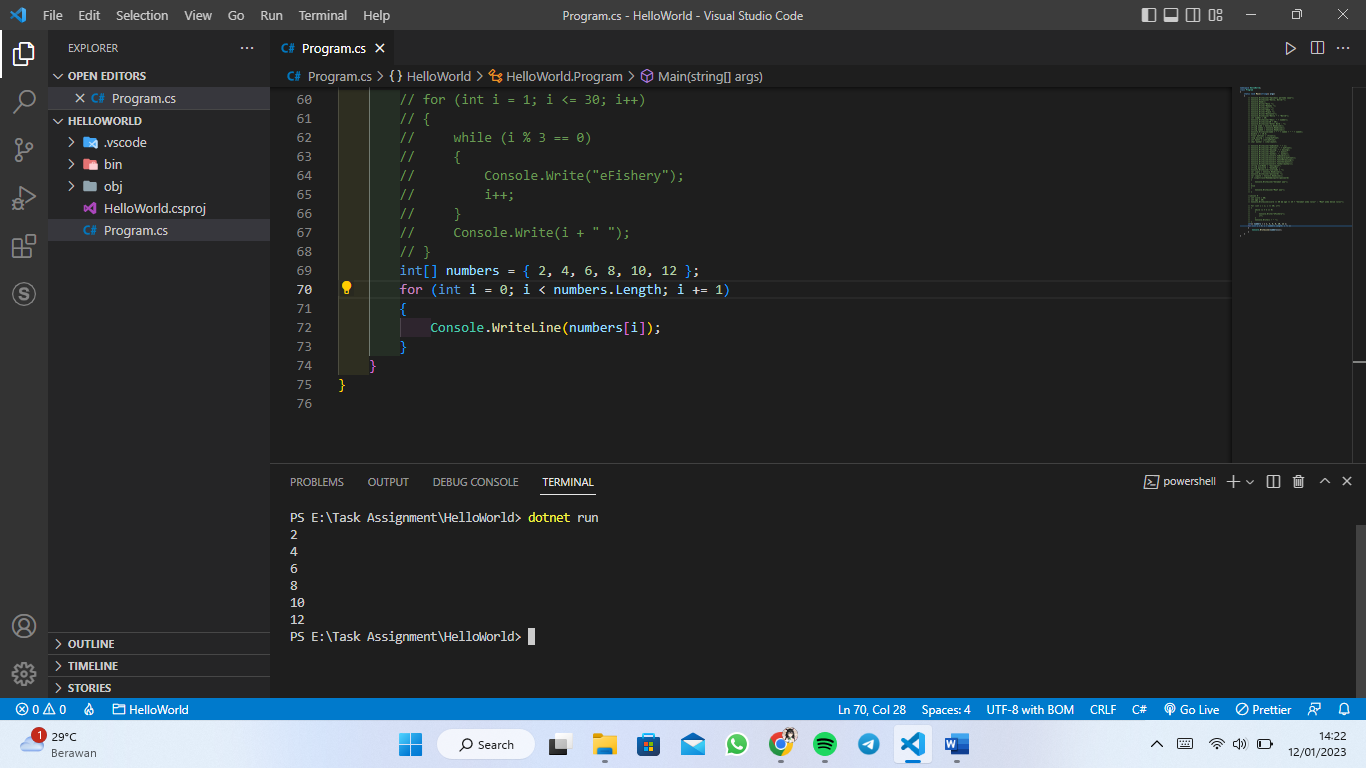 File Edit Selection View Go Run Terminal Help Program.cs - HelloWorld - Visual Studio Code
EXPLORER
OPEN EDITORS
C# Program.cs
HELLOWORLD
.vscode
bin
obj
HelloWorld.csproj
C# Program.cs
OUTLINE
TIMELINE
STORIES
C# Program.cs
C# Program.cs > {} HelloWorld > HelloWorld.Program > Main(string[] args)
60 // for (int i = 1; i <= 30; i++)
61 // {
62 //     while (i % 3 == 0)
63 //     {
64 //         Console.Write("eFishery");
65 //         i++;
66 //     }
67 //     Console.Write(i + " ");
68 // }
69 int[] numbers = { 2, 4, 6, 8, 10, 12 };
70 for (int i = 0; i < numbers.Length; i += 1)
71 {
72     Console.WriteLine(numbers[i]);
73 }
74 }
75 }
76
PROBLEMS OUTPUT DEBUG CONSOLE TERMINAL powershell
PS E:\Task Assignment\HelloWorld> dotnet run
2
4
6
8
10
12
PS E:\Task Assignment\HelloWorld>
0 0 HelloWorld Ln 70, Col 28 Spaces: 4 UTF-8 with BOM CRLF C# Go Live Prettier
1 29°C
Berawan
Search
14:22
12/01/2023